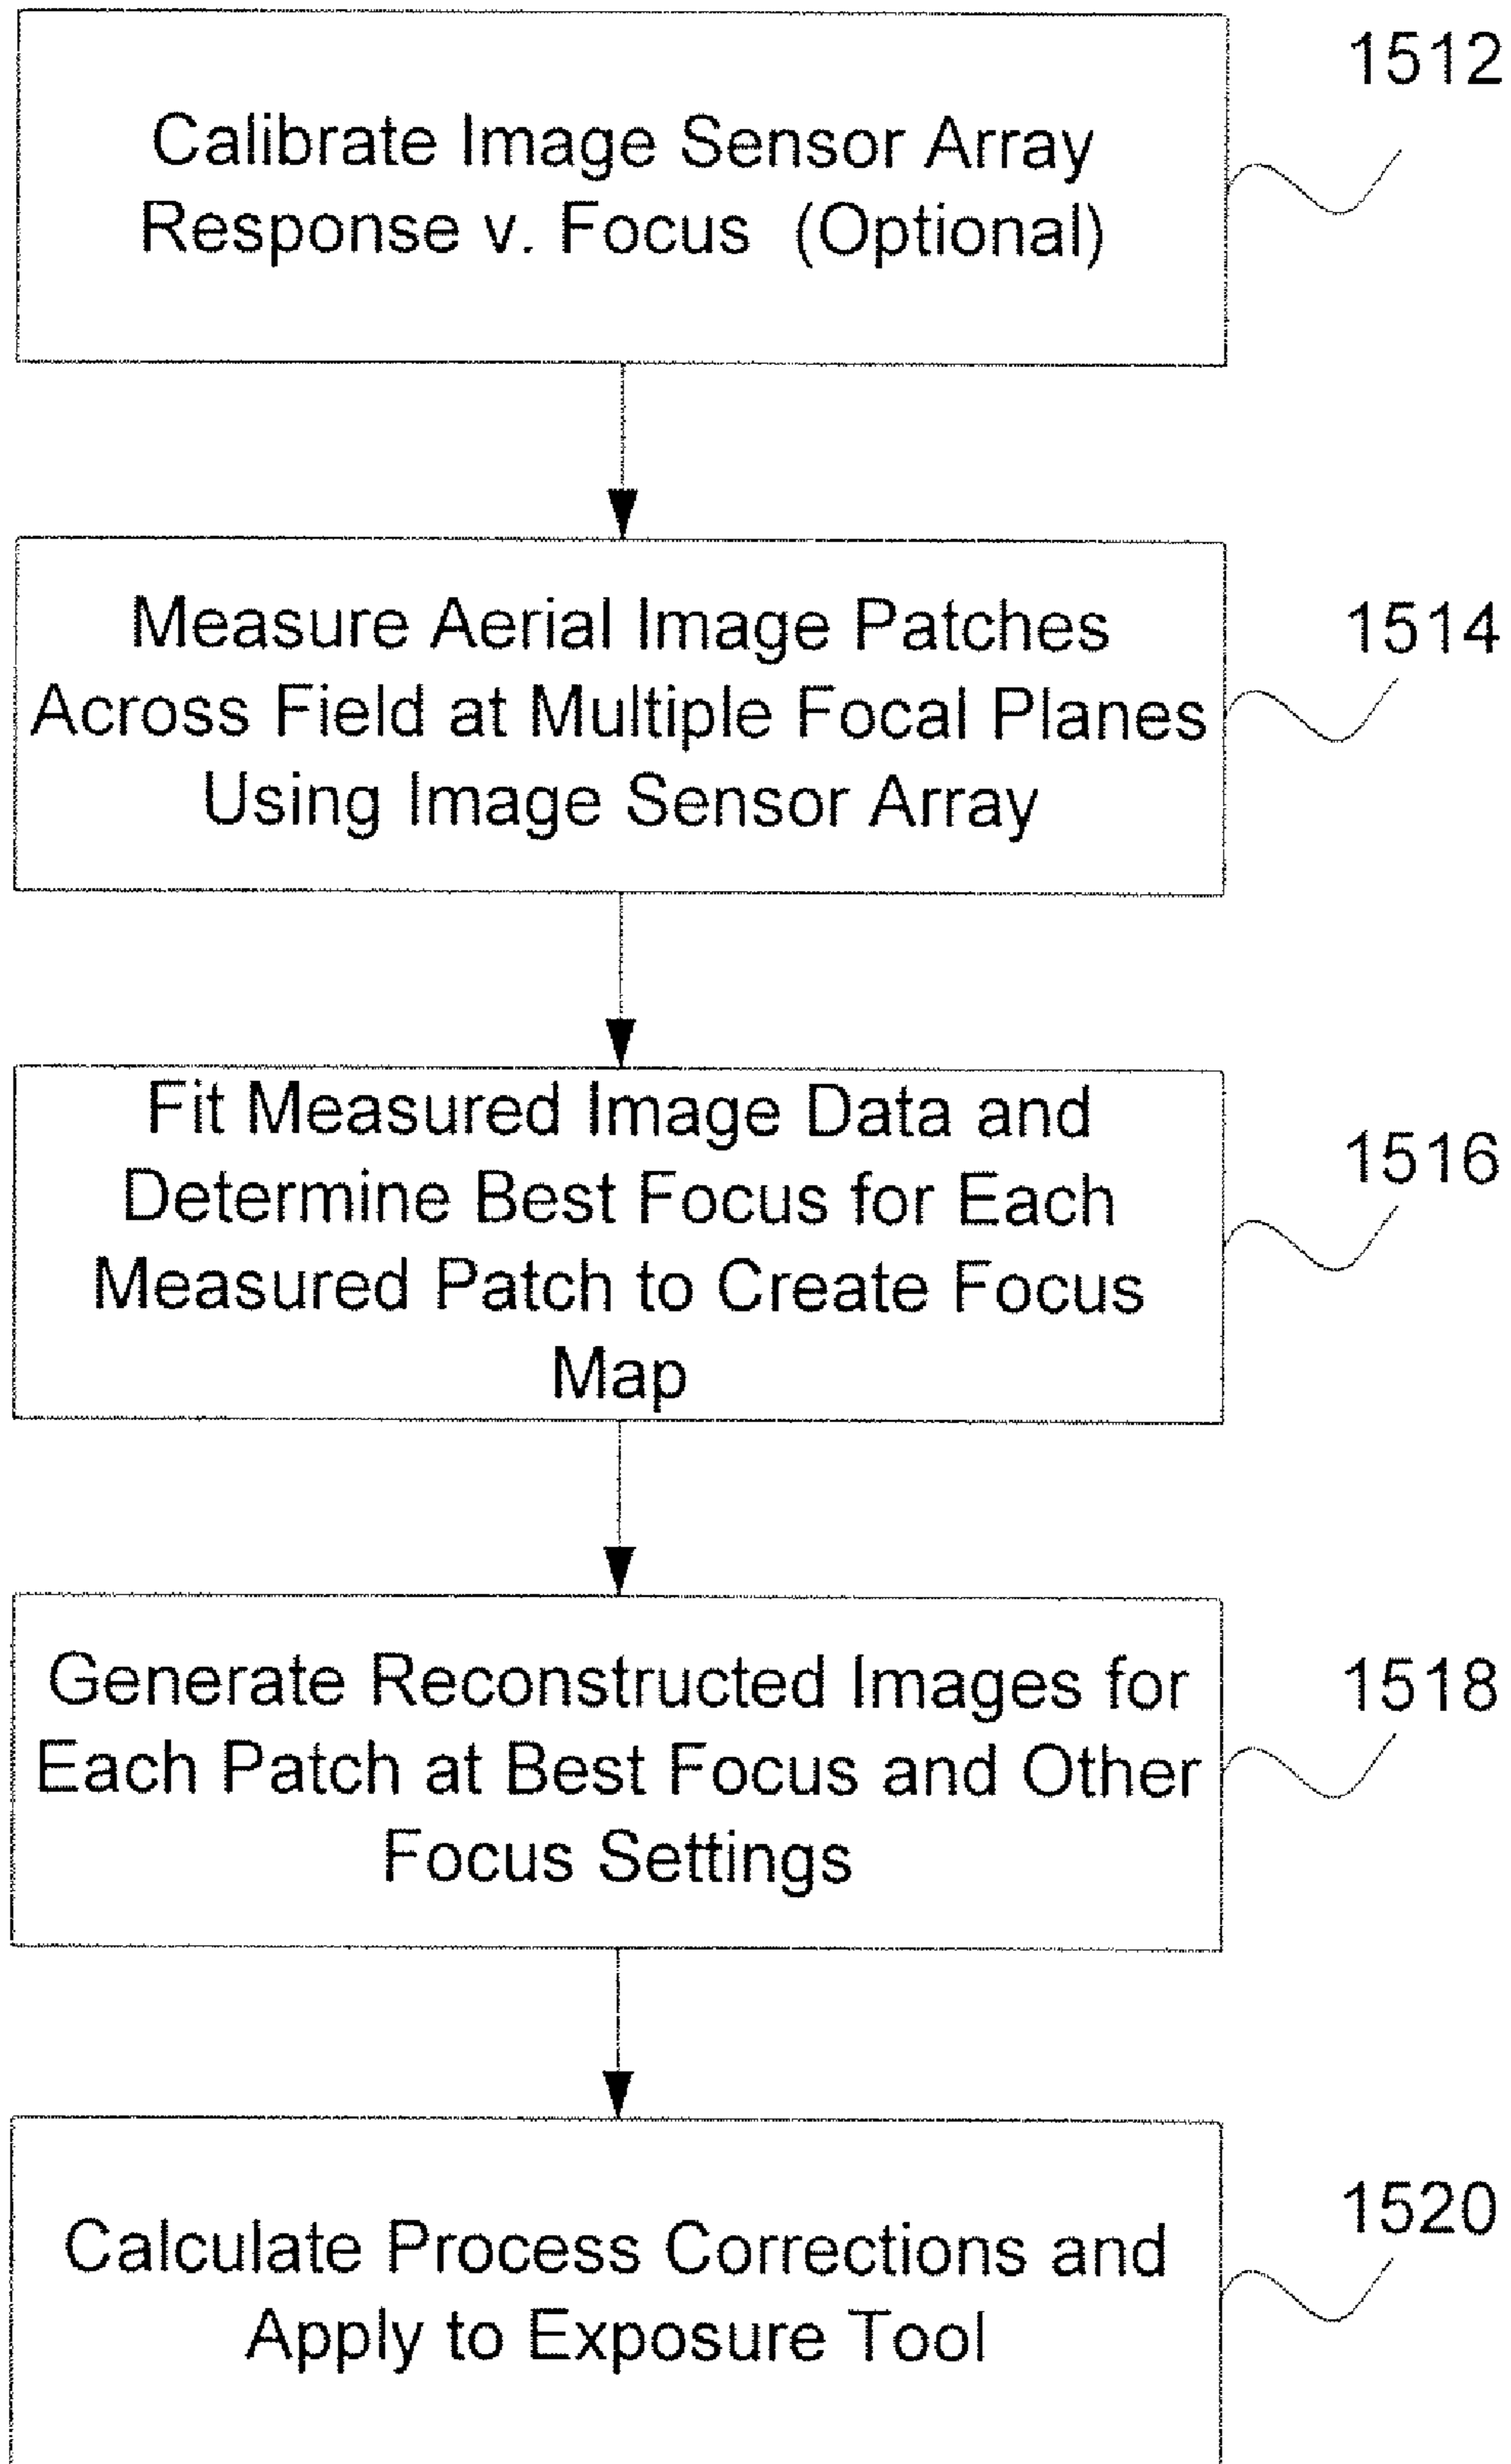 1512
Calibrate Image Sensor Array
Response v. Focus (Optional)
1514
Measure Aerial Image Patches
Across Field at Multiple Focal Planes
Using Image Sensor Array
1516
Fit Measured Image Data and
Determine Best Focus for Each
Measured Patch to Create Focus
Map
1518
Generate Reconstructed Images for
Each Patch at Best Focus and Other
Focus Settings
1520
Calculate Process Corrections and
Apply to Exposure Tool